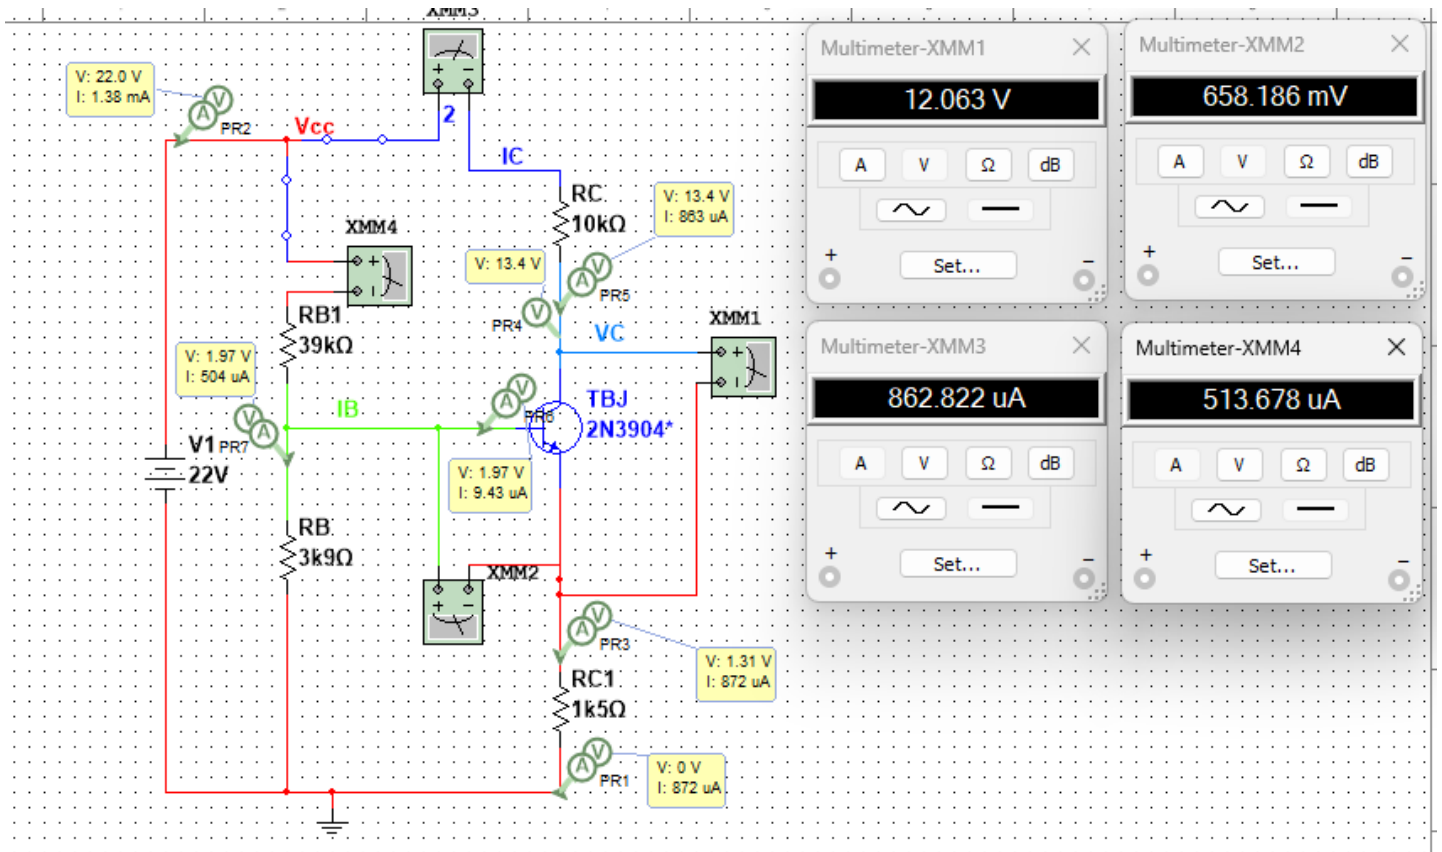 XMM3
V: 22.0 V
I: 1.38 mA
PR2
Vcc
2
IC
RC
10kΩ
V: 13.4 V
I: 863 uA
XMM4
V: 13.4 V
PR5
PR4
VC
XMM1
RB1
39kΩ
V: 1.97 V
I: 504 uA
IB
PR6
TBJ
2N3904*
PR7
V1
22V
V: 1.97 V
I: 9.43 uA
RB
3k9Ω
XMM2
PR3
V: 1.31 V
I: 872 uA
RC1
1k5Ω
PR1
V: 0 V
I: 872 uA
Multimeter-XMM1
12.063 V
A V Ω dB
+ Set... −
Multimeter-XMM2
658.186 mV
A V Ω dB
+ Set... −
Multimeter-XMM3
862.822 uA
A V Ω dB
+ Set... −
Multimeter-XMM4
513.678 uA
A V Ω dB
+ Set... −